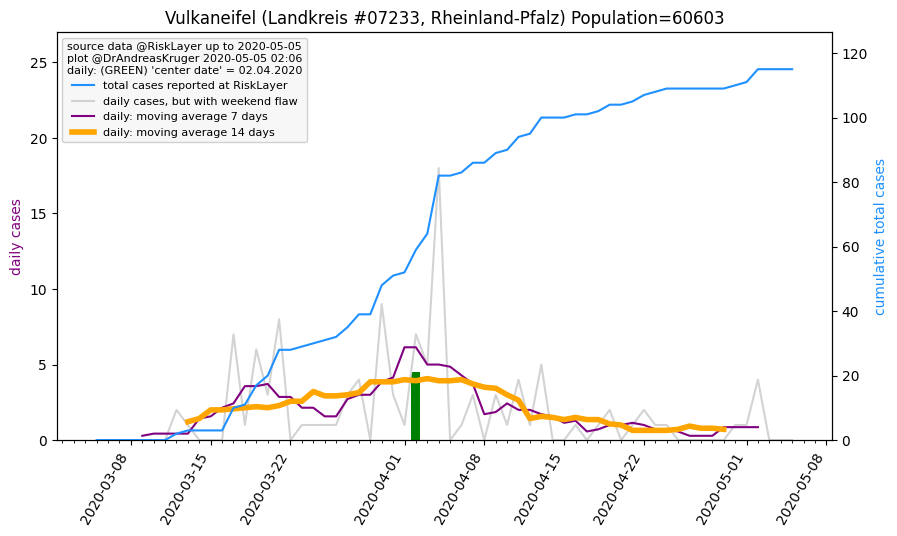 Vulkaneifel (Landkreis #07233, Rheinland-Pfalz) Population=60603
source data @RiskLayer up to 2020-05-05
plot @DrAndreasKruger 2020-05-05 02:06
daily: (GREEN) 'center date' = 02.04.2020
total cases reported at RiskLayer
daily cases, but with weekend flaw
daily: moving average 7 days
daily: moving average 14 days
daily cases
25
20
15
10
5
0
cumulative total cases
120
100
80
60
40
20
0
2020-03-08
2020-03-15
2020-03-22
2020-04-01
2020-04-08
2020-04-15
2020-04-22
2020-05-01
2020-05-08